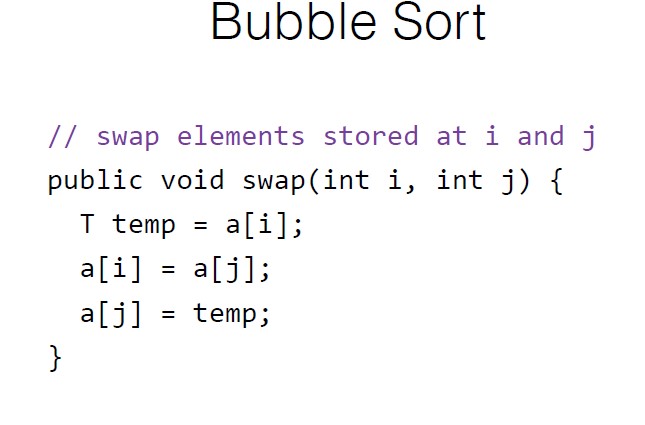 Bubble Sort
// swap elements stored at i and j
public void swap(int i, int j) {
  T temp = a[i];
  a[i] = a[j];
  a[j] = temp;
}